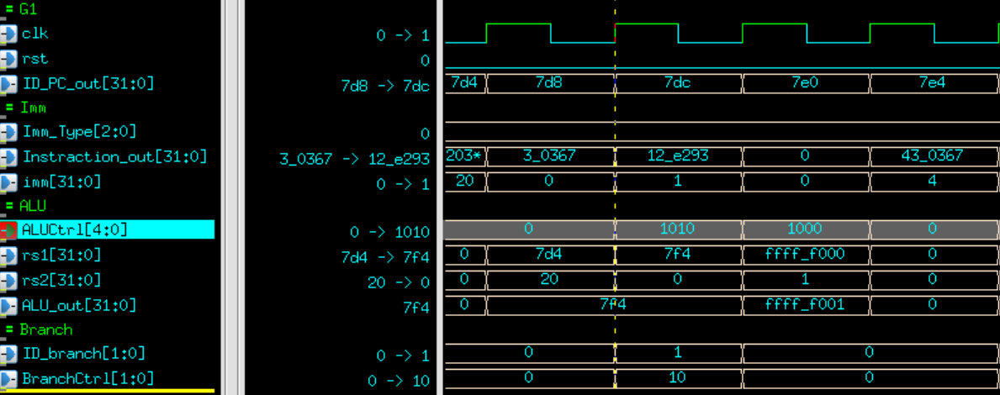 = G1
clk 0 -> 1
rst 0
ID_PC_out[31:0] 7d8 -> 7dc 7d4 7d8 7dc 7e0 7e4
= Imm
Imm_Type[2:0] 0
Instraction_out[31:0] 3_0367 -> 12_e293 203* 3_0367 12_e293 0 43_0367
imm[31:0] 0 -> 1 20 0 1 0 4
= ALU
ALUCtrl[4:0] 0 -> 1010 0 1010 1000 0
rs1[31:0] 7d4 -> 7f4 0 7d4 7f4 ffff_f000 0
rs2[31:0] 20 -> 0 0 20 0 1 0
ALU_out[31:0] 7f4 0 7f4 ffff_f001 0
= Branch
ID_branch[1:0] 0 -> 1 0 1 0
BranchCtrl[1:0] 0 -> 10 0 10 0